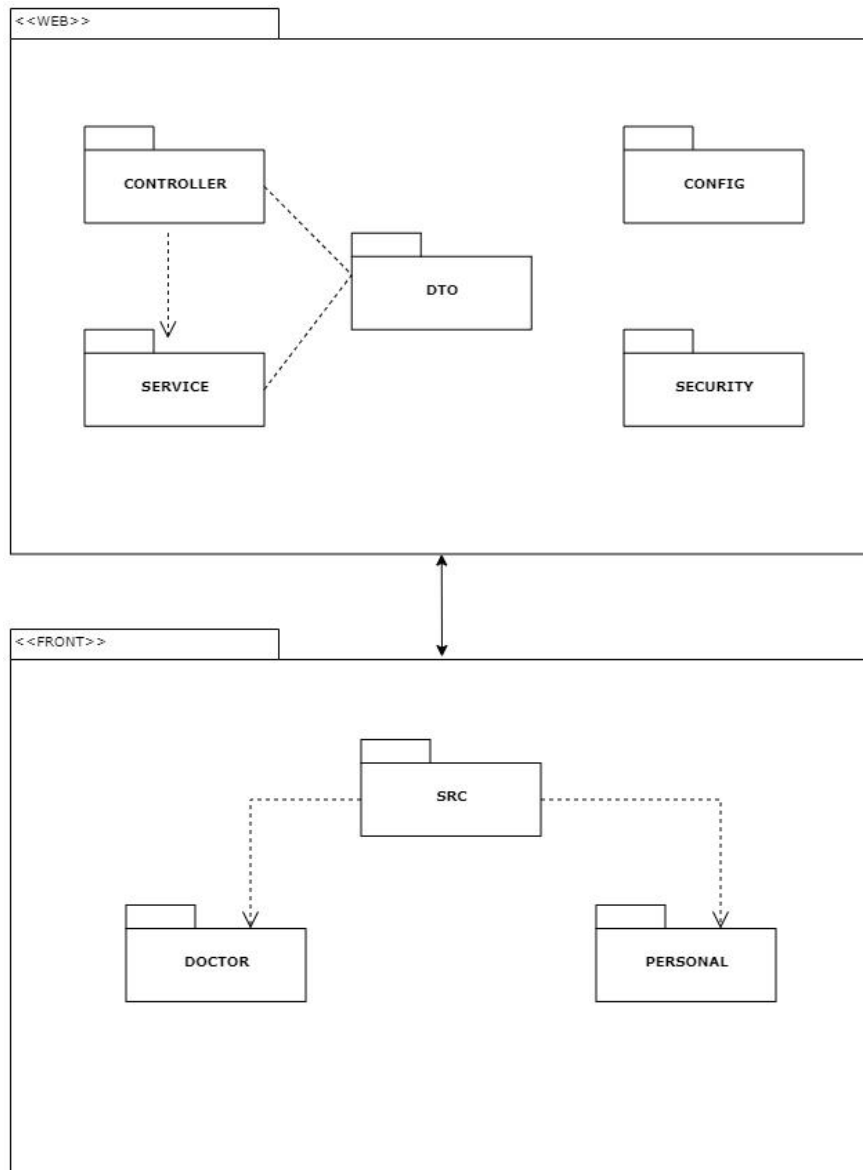 <<WEB>>
CONTROLLER
CONFIG
DTO
SERVICE
SECURITY
<<FRONT>>
SRC
DOCTOR
PERSONAL